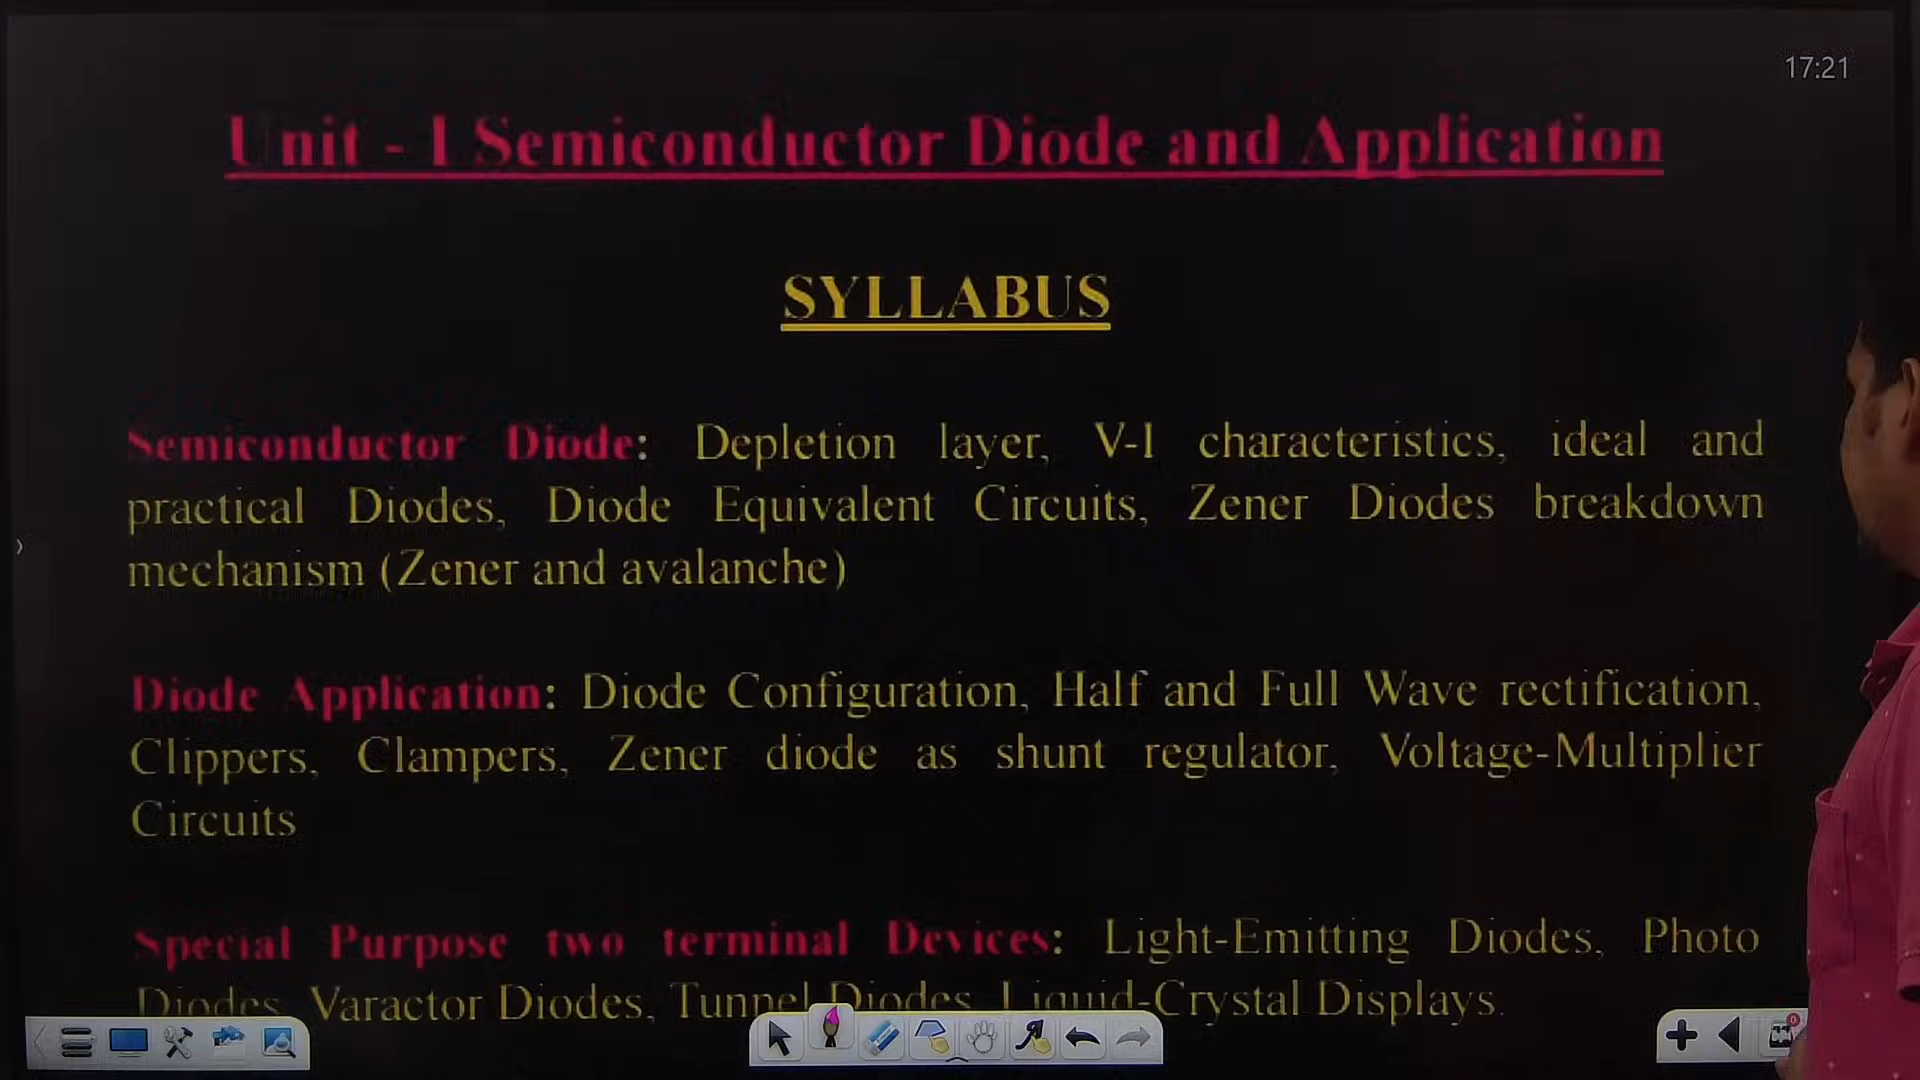 17:21
Unit - I Semiconductor Diode and Application
SYLLABUS
Semiconductor Diode: Depletion layer, V-I characteristics, ideal and
practical Diodes, Diode Equivalent Circuits, Zener Diodes breakdown
mechanism (Zener and avalanche)
Diode Application: Diode Configuration, Half and Full Wave rectification,
Clippers, Clampers, Zener diode as shunt regulator, Voltage-Multiplier
Circuits
Special Purpose two terminal Devices: Light-Emitting Diodes, Photo
Diodes, Varactor Diodes, Tunnel Diodes, Liquid-Crystal Displays.